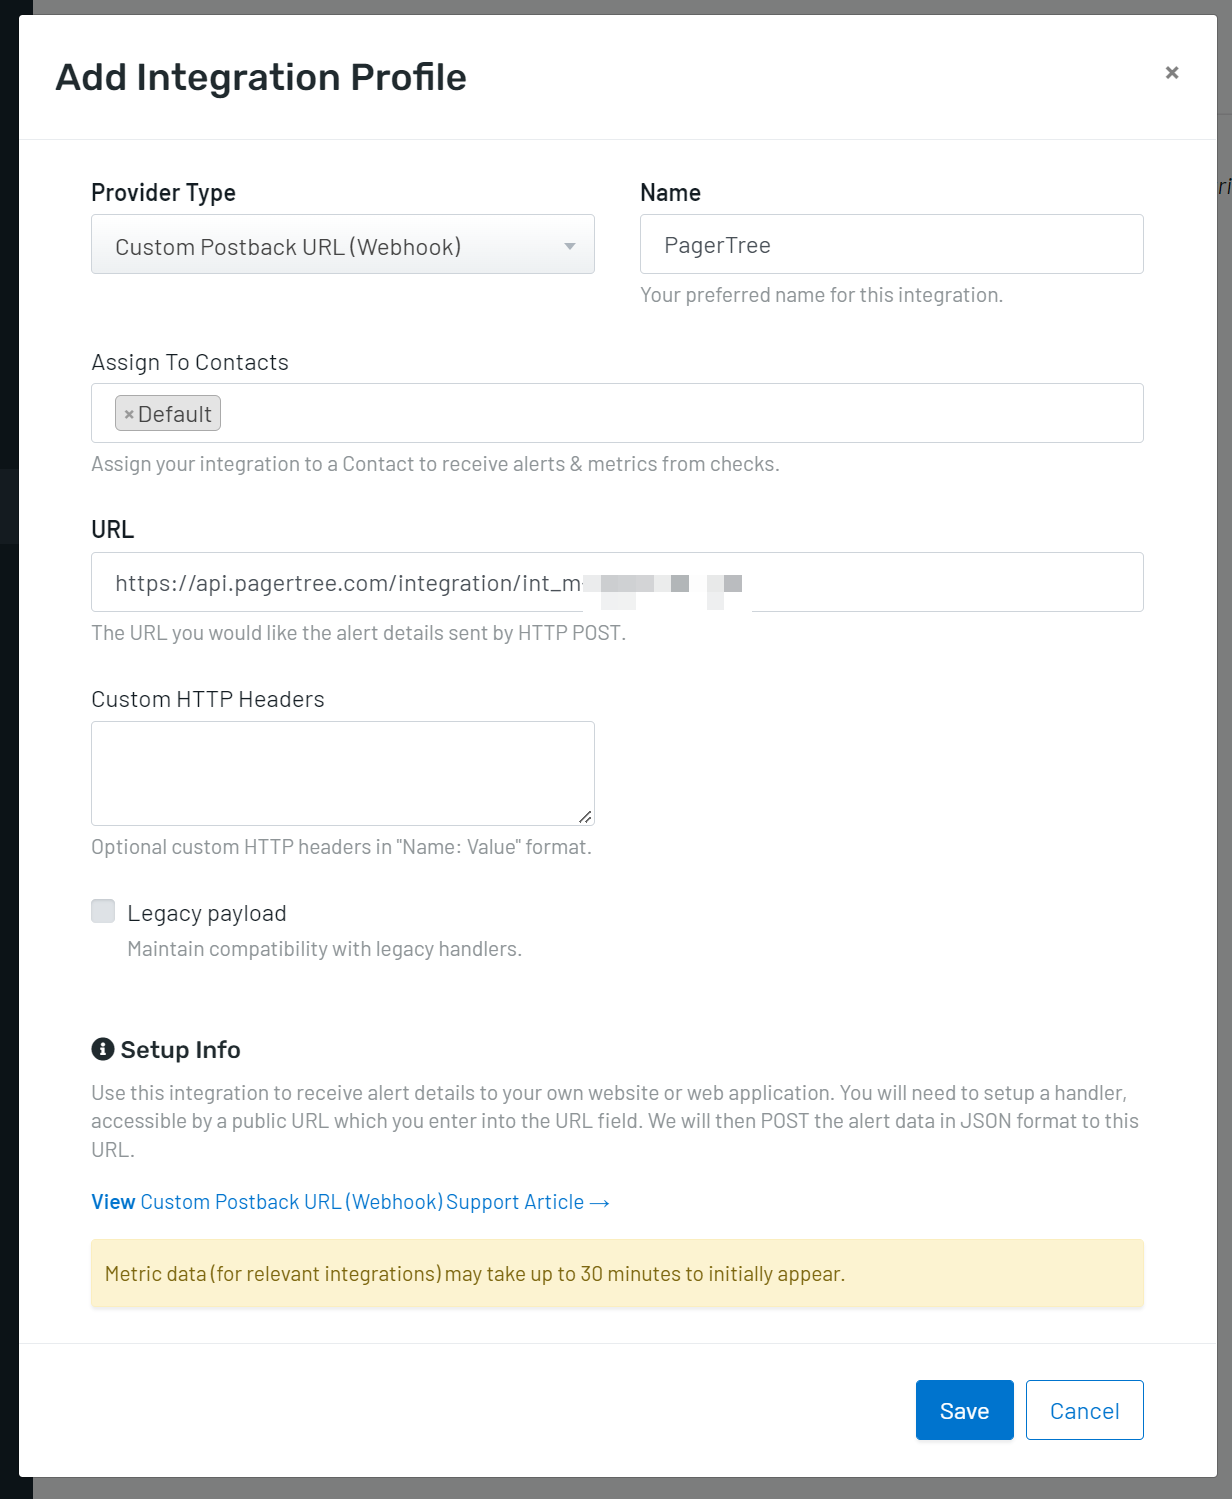 Add Integration Profile
×
Provider Type
Name
Custom Postback URL (Webhook)
PagerTree
Your preferred name for this integration.
Assign To Contacts
× Default
Assign your integration to a Contact to receive alerts & metrics from checks.
URL
https://api.pagertree.com/integration/int_m
The URL you would like the alert details sent by HTTP POST.
Custom HTTP Headers
Optional custom HTTP headers in "Name: Value" format.
Legacy payload
Maintain compatibility with legacy handlers.
Setup Info
Use this integration to receive alert details to your own website or web application. You will need to setup a handler,
accessible by a public URL which you enter into the URL field. We will then POST the alert data in JSON format to this
URL.
View Custom Postback URL (Webhook) Support Article →
Metric data (for relevant integrations) may take up to 30 minutes to initially appear.
Save
Cancel